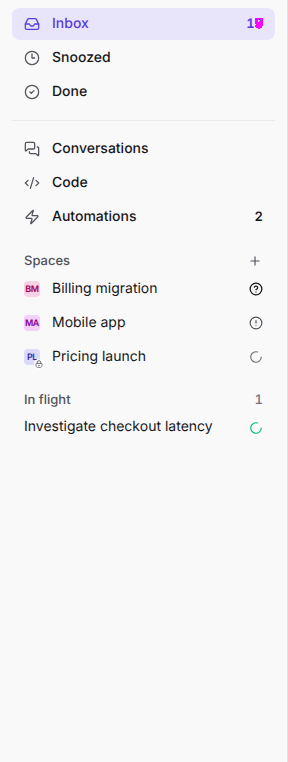 Inbox
Snoozed
Done
Conversations
Code
Automations 2
Spaces
BM Billing migration
MA Mobile app
PL Pricing launch
In flight 1
Investigate checkout latency